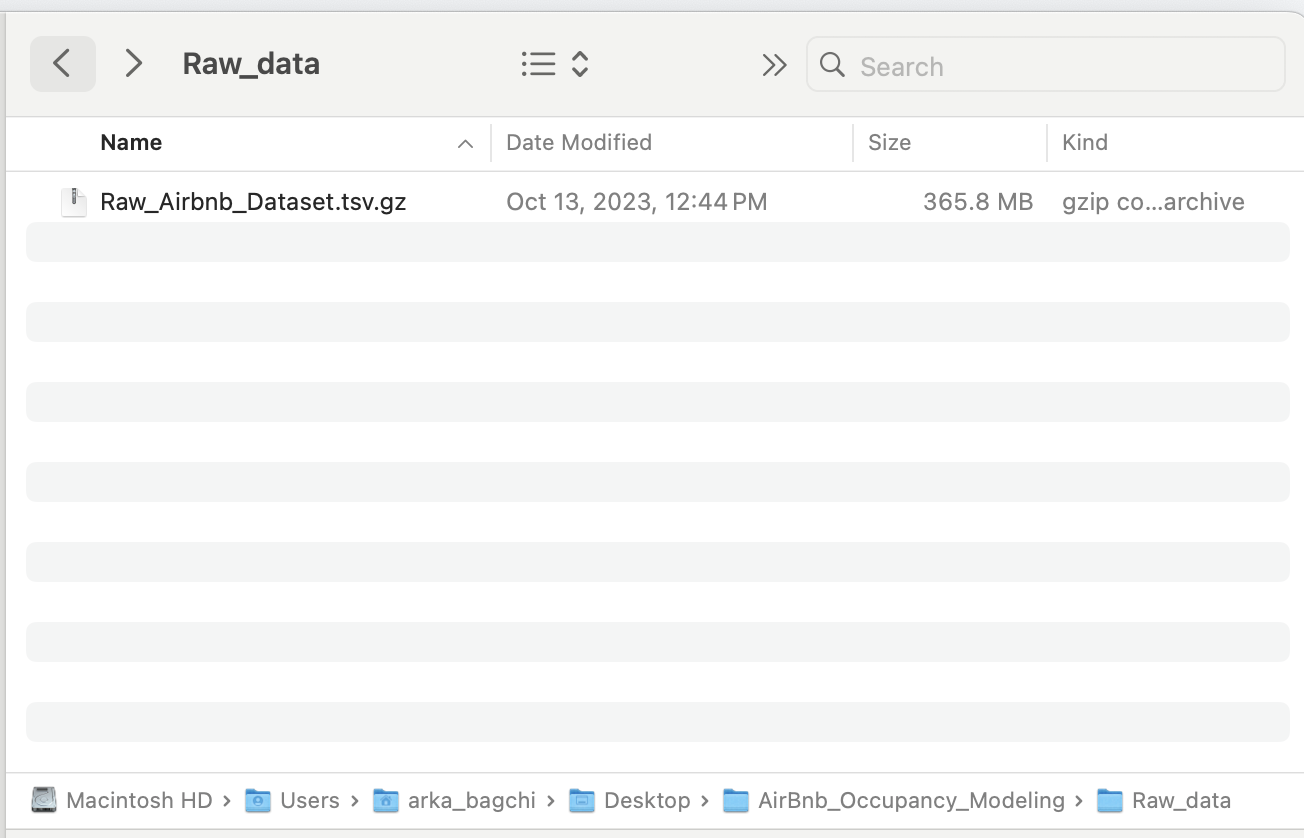 Raw_data
Search
Name Date Modified Size Kind
Raw_Airbnb_Dataset.tsv.gz Oct 13, 2023, 12:44 PM 365.8 MB gzip co...archive
Macintosh HD › Users › arka_bagchi › Desktop › AirBnb_Occupancy_Modeling › Raw_data